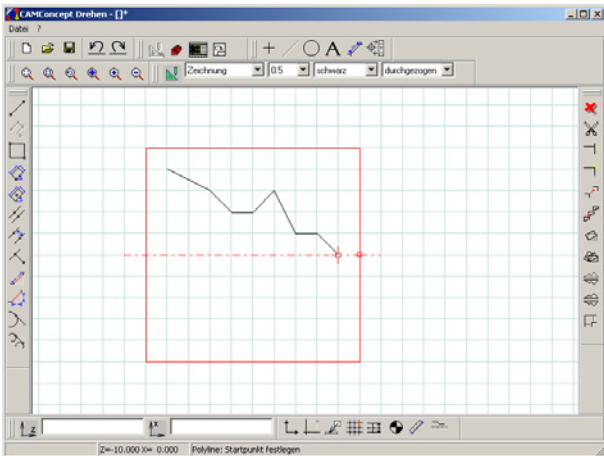 CAMConcept Drehen - []*
Datei ?
A
Zeichnung 0.5 schwarz durchgezogen
Z X
Z=-10.000 X= 0.000 Polyline: Startpunkt festlegen